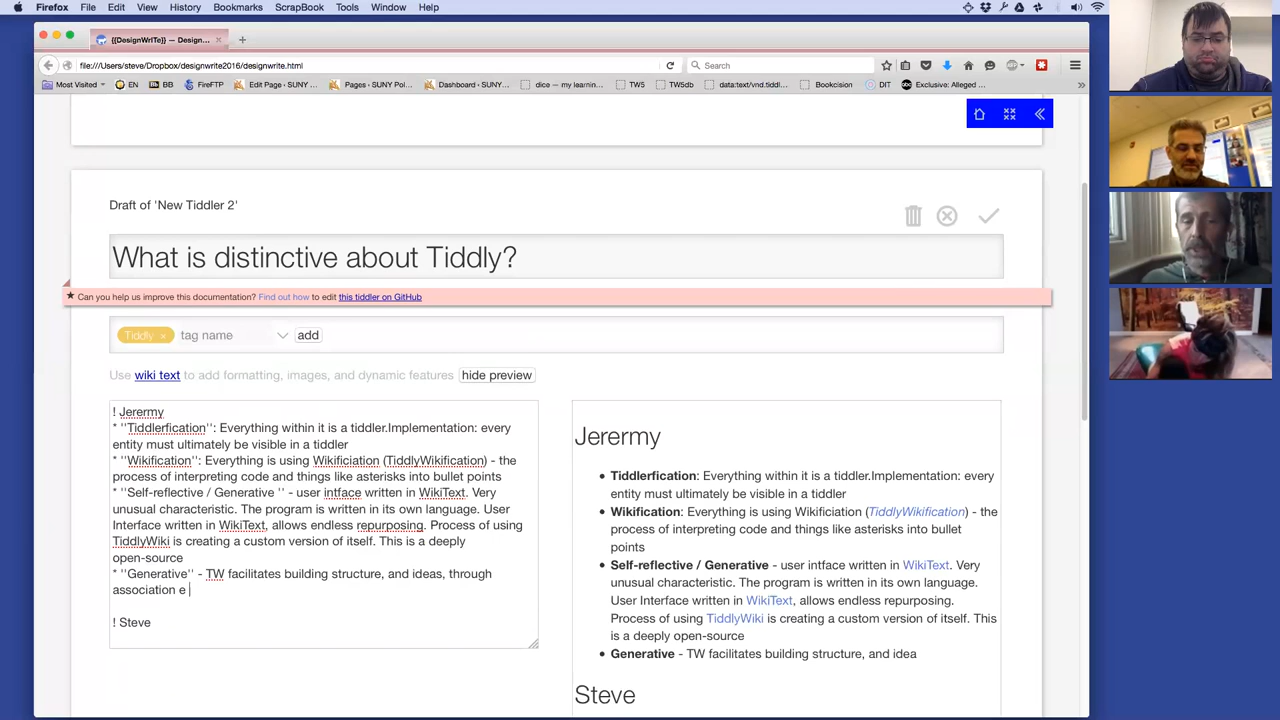 Firefox File Edit View History Bookmarks ScrapBook Tools Window Help
{{DesignWrITe}} — Design...
file:///Users/steve/Dropbox/designwrite2016/designwrite.html
Search
Most Visited EN BB FireFTP Edit Page - SUNY ... Pages - SUNY Pol... Dashboard - SUNY... dice — my learnin... TW5 TW5db data:text/vnd.tiddl... Bookcision DIT Exclusive: Alleged ...
Draft of 'New Tiddler 2'
What is distinctive about Tiddly?
Can you help us improve this documentation? Find out how to edit this tiddler on GitHub
Tiddly × tag name add
Use wiki text to add formatting, images, and dynamic features hide preview
! Jerermy
* ''Tiddlerfication'': Everything within it is a tiddler.Implementation: every
entity must ultimately be visible in a tiddler
* ''Wikification'': Everything is using Wikificiation (TiddlyWikification) - the
process of interpreting code and things like asterisks into bullet points
* ''Self-reflective / Generative '' - user intface written in WikiText. Very
unusual characteristic. The program is written in its own language. User
Interface written in WikiText, allows endless repurposing. Process of using
TiddlyWiki is creating a custom version of itself. This is a deeply
open-source
* ''Generative'' - TW facilitates building structure, and ideas, through
association e
! Steve
Jerermy
• Tiddlerfication: Everything within it is a tiddler.Implementation: every
entity must ultimately be visible in a tiddler
• Wikification: Everything is using Wikificiation (TiddlyWikification) - the
process of interpreting code and things like asterisks into bullet
points
• Self-reflective / Generative - user intface written in WikiText. Very
unusual characteristic. The program is written in its own language.
User Interface written in WikiText, allows endless repurposing.
Process of using TiddlyWiki is creating a custom version of itself. This
is a deeply open-source
• Generative - TW facilitates building structure, and idea
Steve